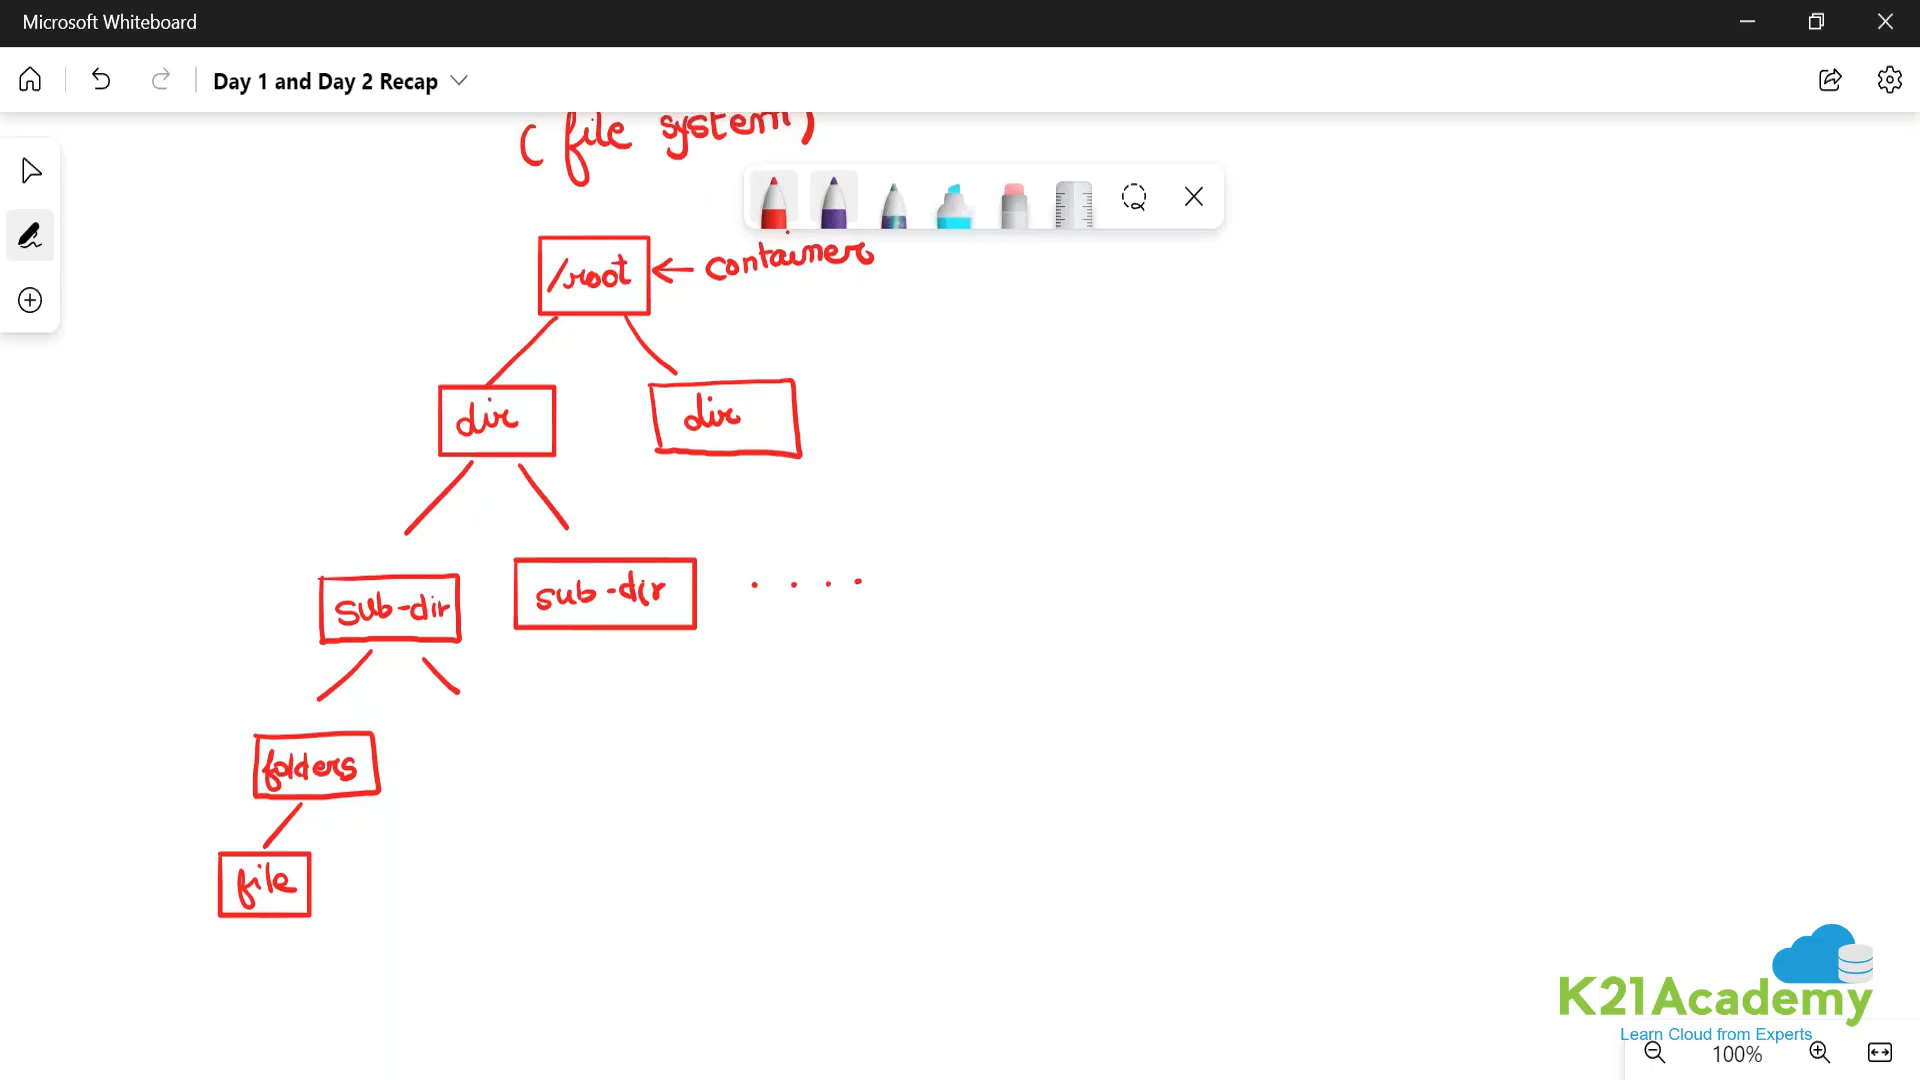 Microsoft Whiteboard
Day 1 and Day 2 Recap
(file system)
/root ← container
dir dir
sub-dir sub-dir ....
folders
file
K21Academy
Learn Cloud from Experts
100%